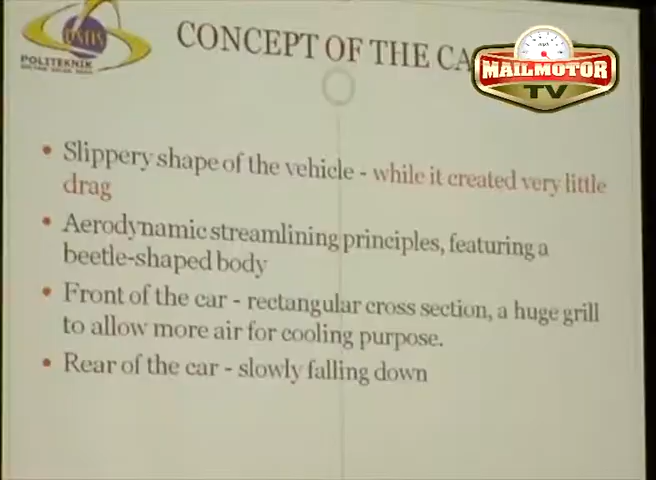 POLITEKNIK
CONCEPT OF THE
MAILMOTOR
TV
• Slippery shape of the vehicle - while it created very little
drag
• Aerodynamic streamlining principles, featuring a
beetle-shaped body
• Front of the car - rectangular cross section, a huge grill
to allow more air for cooling purpose.
• Rear of the car - slowly falling down